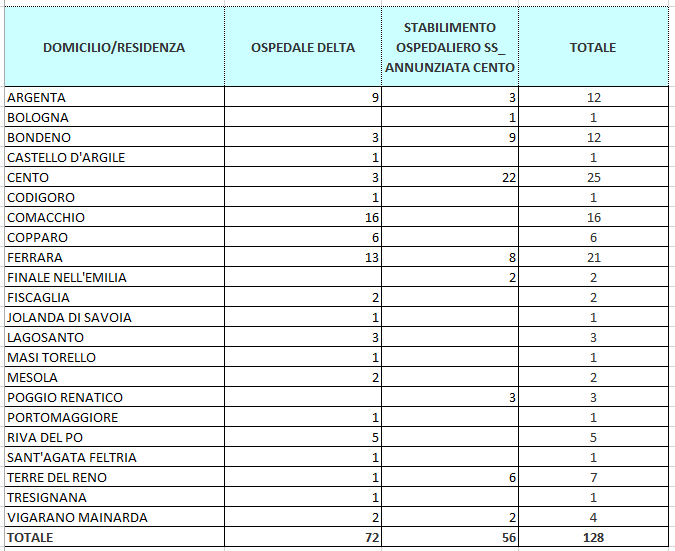 DOMICILIO/RESIDENZA OSPEDALE DELTA STABILIMENTO OSPEDALIERO SS_ ANNUNZIATA CENTO TOTALE
ARGENTA 9 3 12
BOLOGNA 1 1
BONDENO 3 9 12
CASTELLO D'ARGILE 1 1
CENTO 3 22 25
CODIGORO 1 1
COMACCHIO 16 16
COPPARO 6 6
FERRARA 13 8 21
FINALE NELL'EMILIA 2 2
FISCAGLIA 2 2
JOLANDA DI SAVOIA 1 1
LAGOSANTO 3 3
MASI TORELLO 1 1
MESOLA 2 2
POGGIO RENATICO 3 3
PORTOMAGGIORE 1 1
RIVA DEL PO 5 5
SANT'AGATA FELTRIA 1 1
TERRE DEL RENO 1 6 7
TRESIGNANA 1 1
VIGARANO MAINARDA 2 2 4
TOTALE 72 56 128